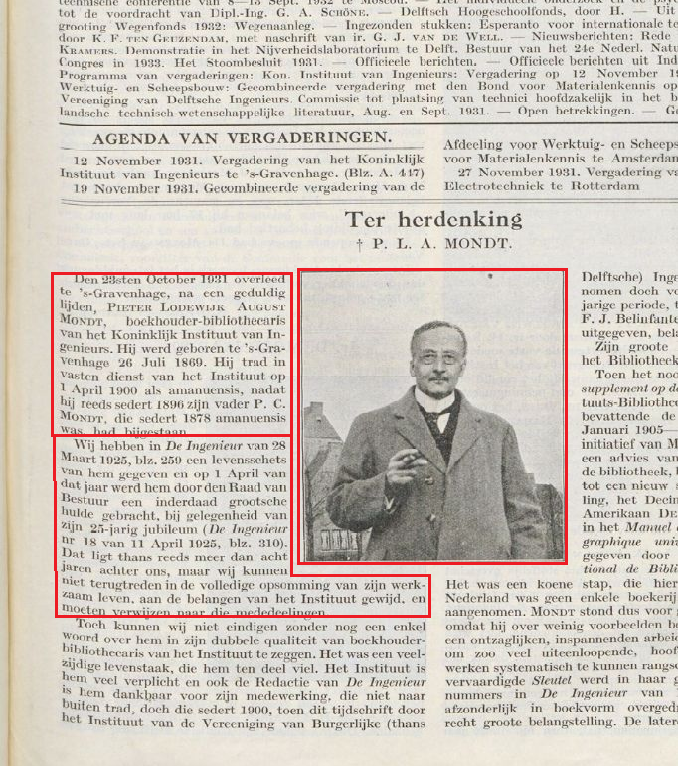 technische conferentie van 8—13 Sept. 1932 te Moscou. — Het individueele onderzoek en de psy
tot de voordracht van Dipl.-Ing. G. A. SCHÖNE. — Delftsch Hoogeschoolfonds, door H. — Uit
grooting Wegenfonds 1932: Wegenaanleg. — Ingezonden stukken: Esperanto voor internationale te
door K. F. TEN GETZENDAM, met naschrift van ir. G. J. VAN DE WELL. — Nieuwsberichten: Rede
KRAMERS. Demonstratie in het Nijverheidslaboratorium te Delft. Bestuur van het 24e Nederl. Natu
Congres in 1933. Het Stoombesluit 1931. — Officieele berichten. — Officieele berichten uit Ind
Programma van vergaderingen: Kon. Instituut van Ingenieurs: Vergadering op 12 November 19
Werktuig- en Scheepsbouw: Gecombineerde vergadering met den Bond voor Materialenkennis op
Vereeniging van Delftsche Ingenieurs. Commissie tot plaatsing van technici hoofdzakelijk in het b
landsche technisch wetenschappelijke literatuur, Aug. en Sept. 1931. — Open betrekkingen. — Ge
AGENDA VAN VERGADERINGEN.
12 November 1931. Vergadering van het Koninklijk
Instituut van Ingenieurs te 's-Gravenhage. (Blz. A. 447)
19 November 1931. Gecombineerde vergadering van de
Afdeeling voor Werktuig- en Scheeps
voor Materialenkennis te Amsterdam
27 November 1931. Vergadering va
Electrotechniek te Rotterdam
Ter herdenking
† P. L. A. MONDT.
Den 23sten October 1931 overleed
te 's-Gravenhage, na een geduldig
lijden, PIETER LODEWIJK AUGUST
MONDT, boekhouder-bibliothecaris
van het Koninklijk Instituut van In-
genieurs. Hij werd geboren te 's-Gra-
venhage 26 Juli 1869. Hij trad in
vasten dienst van het Instituut op
1 April 1900 als amanuensis, nadat
hij reeds sedert 1896 zijn vader P. C.
MONDT, die sedert 1878 amanuensis
was, had bijgestaan.
Wij hebben in De Ingenieur van 28
Maart 1925, blz. 259 een levensschets
van hem gegeven en op 1 April van
dat jaar werd hem door den Raad van
Bestuur een inderdaad grootsche
hulde gebracht, bij gelegenheid van
zijn 25-jarig jubileum (De Ingenieur
nr 18 van 11 April 1925, blz. 310).
Dat ligt thans reeds meer dan acht
jaren achter ons, maar wij kunnen
niet terugtreden in de volledige opsomming van zijn werk-
zaam leven, aan de belangen van het Instituut gewijd, en
moeten verwijzen naar die mededeelingen.
Toch kunnen wij niet eindigen zonder nog een enkel
woord over hem in zijn dubbele qualiteit van boekhouder-
bibliothecaris van het Instituut te zeggen. Het was een veel-
zijdige levenstaak, die hem ten deel viel. Het Instituut is
hem veel verplicht en ook de Redactie van De Ingenieur
is hem dankbaar voor zijn medewerking, die niet naar
buiten trad, doch die sedert 1900, toen dit tijdschrift door
het Instituut van de Vereeniging van Burgerlijke (thans
Delftsche) Inge
nomen doch vo
jarige periode, t
F. J. Belinfante
uitgegeven, bela
Zijn groote
het Bibliotheek
Toen het noo
supplement op de
tuuts-Bibliothee
bevattende de
Januari 1905—
initiatief van M
een advies van
de bibliotheek, h
tot een nieuw s
ling, het Decim
Amerikaan DE
in het Manuel d
graphique univ
gegeven door
tional de Bibli
Het was een koene stap, die hier
Nederland was geen enkele boekerij
aangenomen. MONDT stond dus voor g
omdat hij over weinig voorbeelden be
een ontzaglijken, inspannenden arbeid
om zoo veel uiteenloopende, hoof
werken systematisch te kunnen rangsc
vervaardigde Sleutel werd in haar g
nummers in De Ingenieur van
afzonderlijk in boekvorm overgedr
recht groote belangstelling. De later